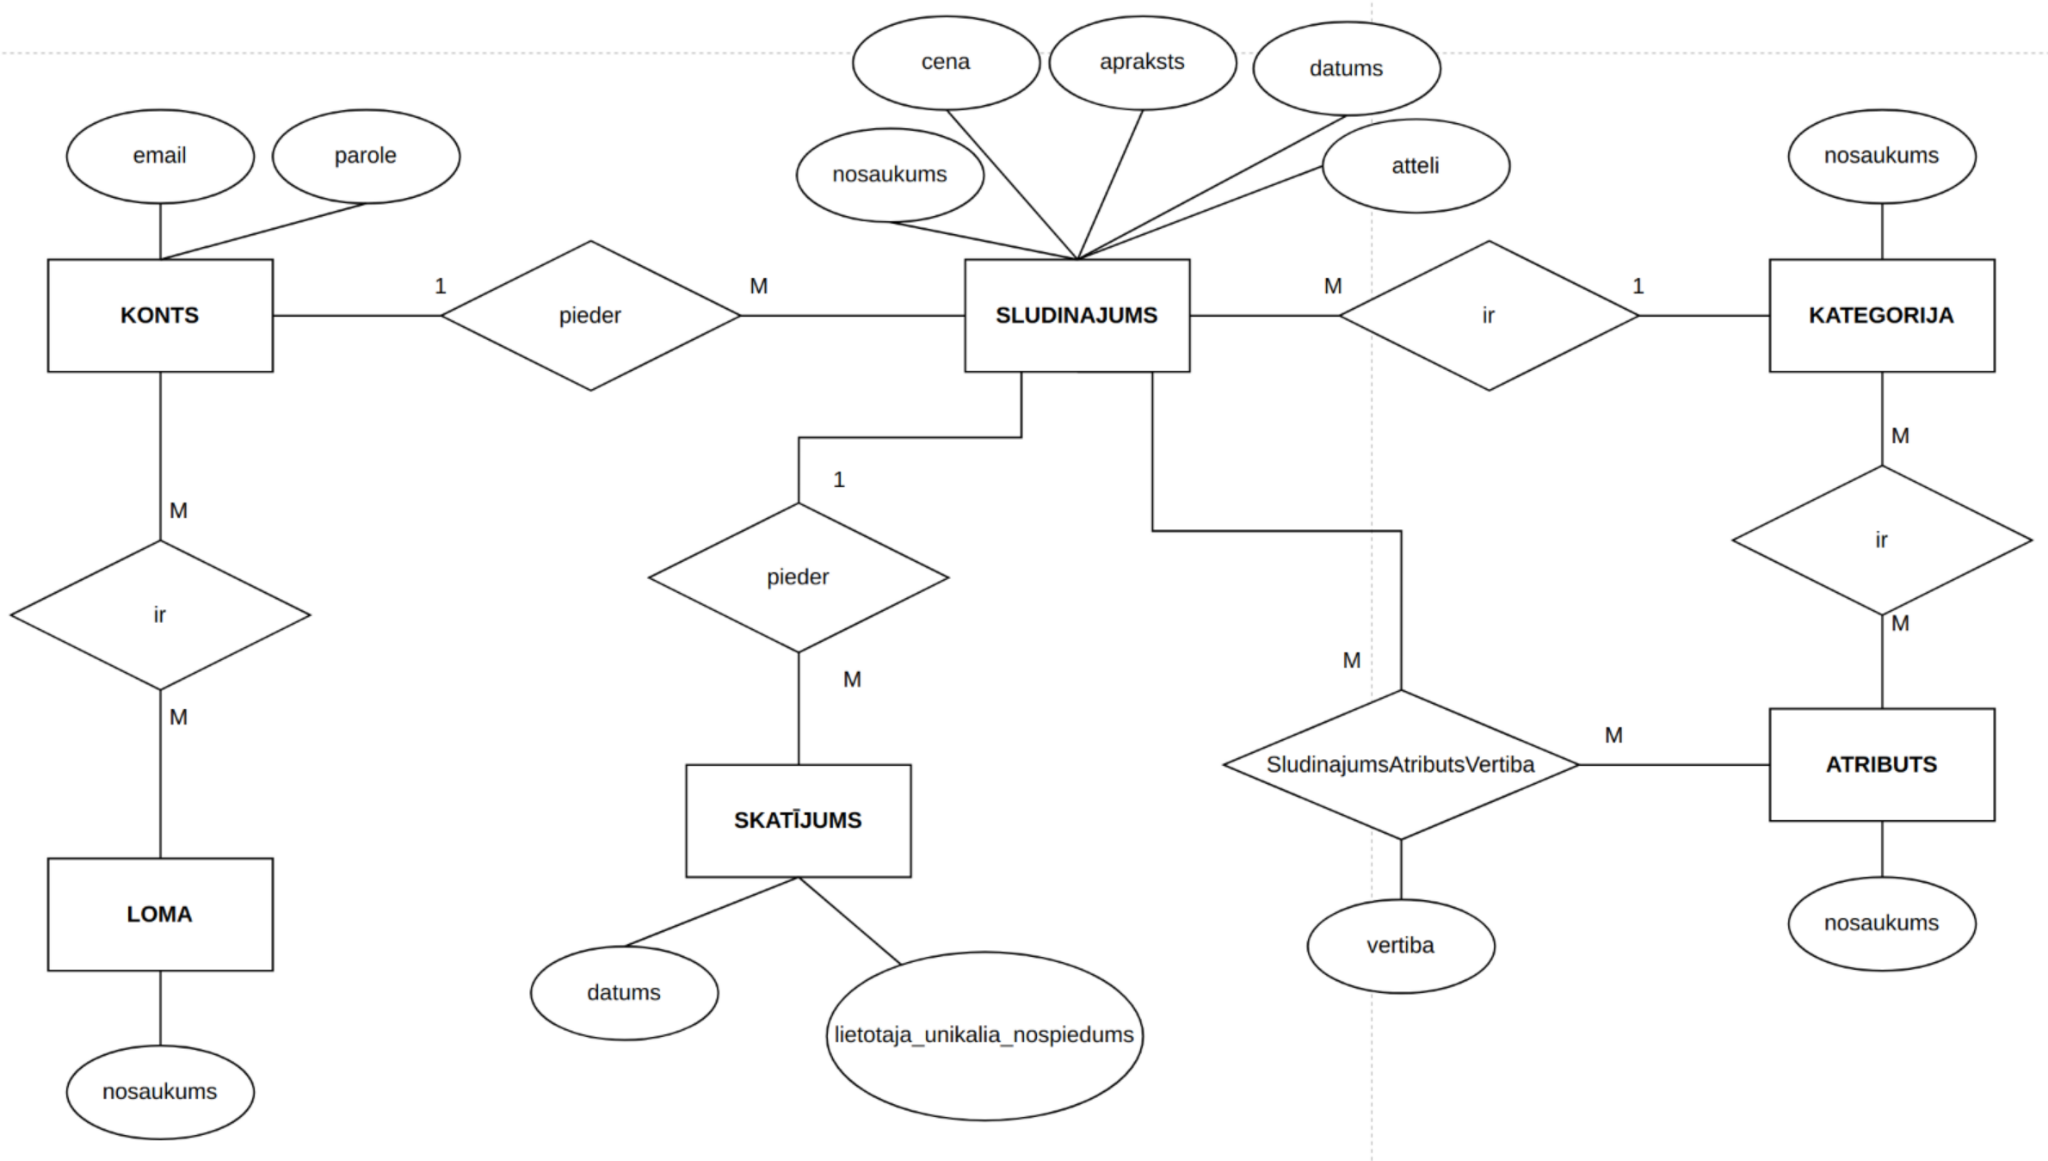 cena
apraksts
datums
email
parole
nosaukums
atteli
nosaukums
KONTS
1
pieder
M
SLUDINAJUMS
M
ir
1
KATEGORIJA
M
1
M
pieder
ir
ir
M
M
M
M
M
SludinajumsAtributsVertiba
ATRIBUTS
SKATĪJUMS
LOMA
nosaukums
vertiba
datums
lietotaja_unikalia_nospiedums
nosaukums